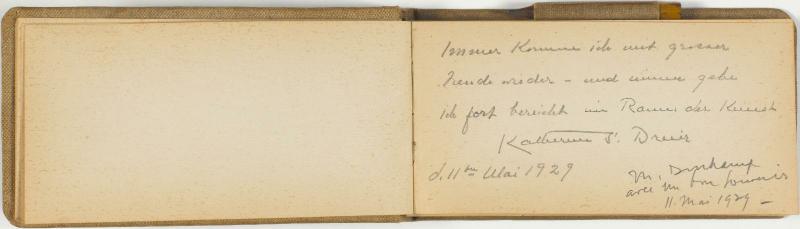 Immer komme ich mit grosser
Freude wieder – und immer gehe
ich fort bereicht im Raum der Kunst
Katherine S. Dreier
d. 11ten Mai 1929
M. Duchamp
avec un bon souvenir
11. Mai 1929 –